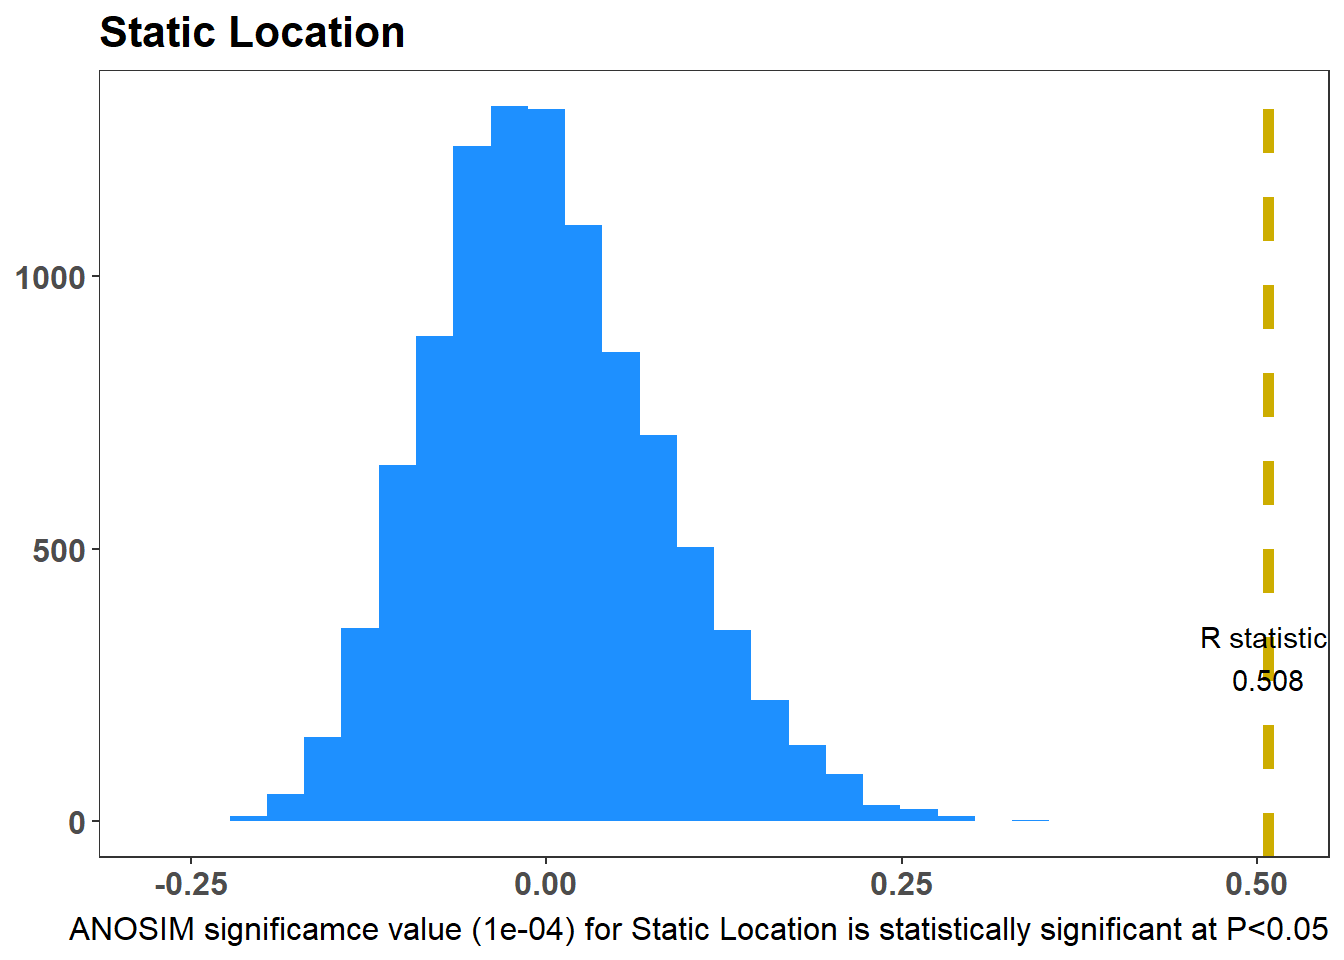 Static Location
1000
500
0
R statistic
0.508
-0.25 0.00 0.25 0.50
ANOSIM significamce value (1e-04) for Static Location is statistically significant at P<0.05